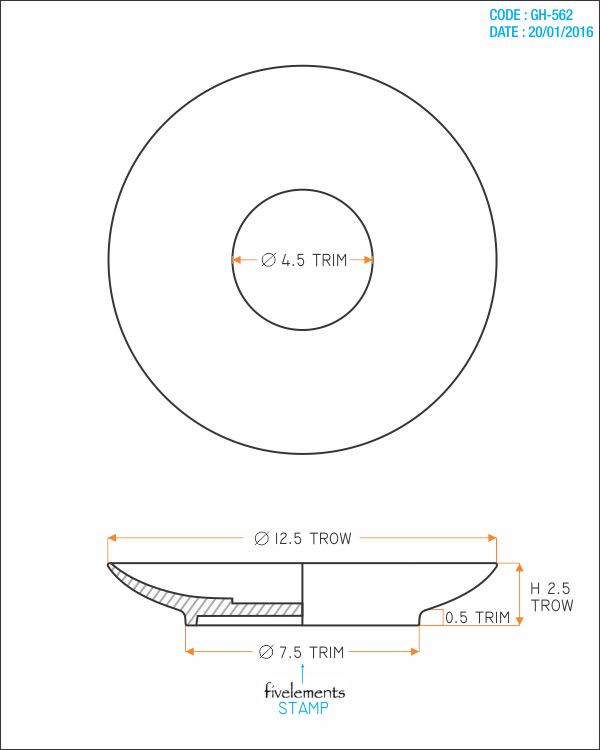 CODE : GH-562
DATE : 20/01/2016
∅ 4.5 TRIM
∅ 12.5 TROW
H 2.5
TROW
0.5 TRIM
∅ 7.5 TRIM
fivelements
STAMP